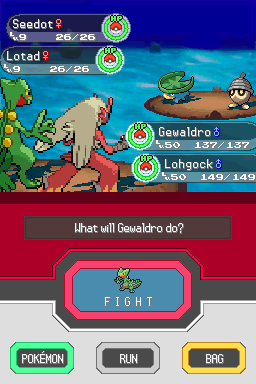 Seedot♀
Lv9 26/26
Lotad♀
Lv9 26/26
Gewaldro♂
Lv50 137/137
Lohgock♂
Lv50 149/149
What will Gewaldro do?
FIGHT
POKéMON
RUN
BAG